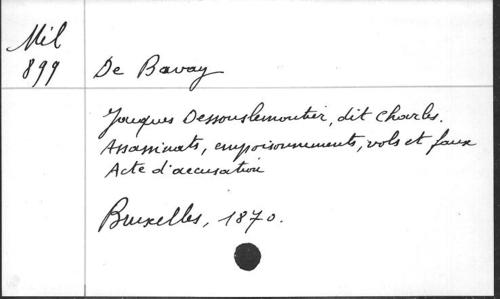 Mil
899
De Bavay
Jacques Dessouslemoutier, dit Charles.
Assassinats, empoisonnements, vols et faux
Acte d'accusation
Bruxelles, 1870.